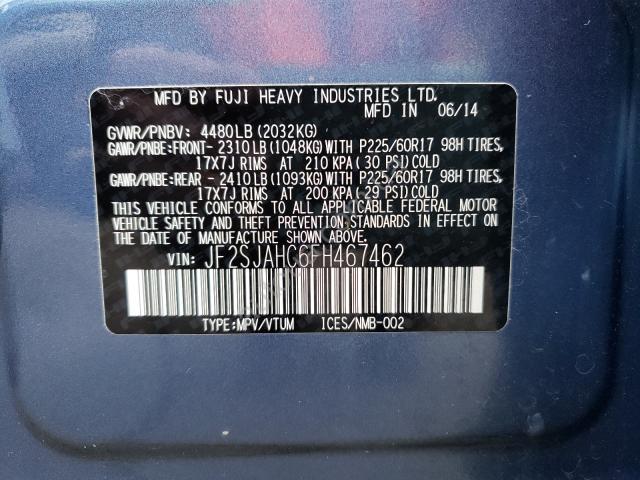 MFD BY FUJI HEAVY INDUSTRIES LTD.
MFD IN 06/14
GVWR/PNBV: 4480LB(2032KG)
GAWR/PNBE:FRONT- 2310LB(1048KG)WITH P225/60R17 98H TIRES,
17X7J RIMS AT 210 KPA(30 PSI)COLD
GAWR/PNBE:REAR - 2410LB(1093KG)WITH P225/60R17 98H TIRES,
17X7J RIMS AT 200 KPA(29 PSI)COLD
THIS VEHICLE CONFORMS TO ALL APPLICABLE FEDERAL MOTOR
VEHICLE SAFETY AND THEFT PREVENTION STANDARDS IN EFFECT
ON THE DATE OF MANUFACTURE SHOWN ABOVE.
VIN: JF2SJAHC6FH467462
TYPE:MPV/VTUM ICES/NMB-002